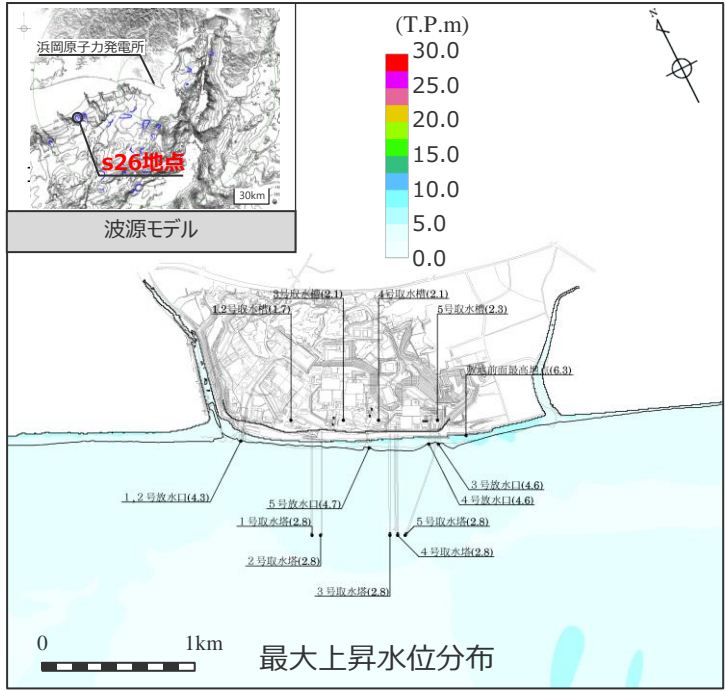 浜岡原子力発電所
s26地点
30km
波源モデル
(T.P.m)
30.0
25.0
20.0
15.0
10.0
5.0
0.0
N
3号取水槽(2.1)
4号取水槽(2.1)
1,2号取水槽(1.7)
5号取水槽(2.3)
敷地前面最高地点(6.3)
1,2号放水口(4.3)
5号放水口(4.7)
3号放水口(4.6)
4号放水口(4.6)
1号取水塔(2.8)
5号取水塔(2.8)
2号取水塔(2.8)
4号取水塔(2.8)
3号取水塔(2.8)
0
1km
最大上昇水位分布